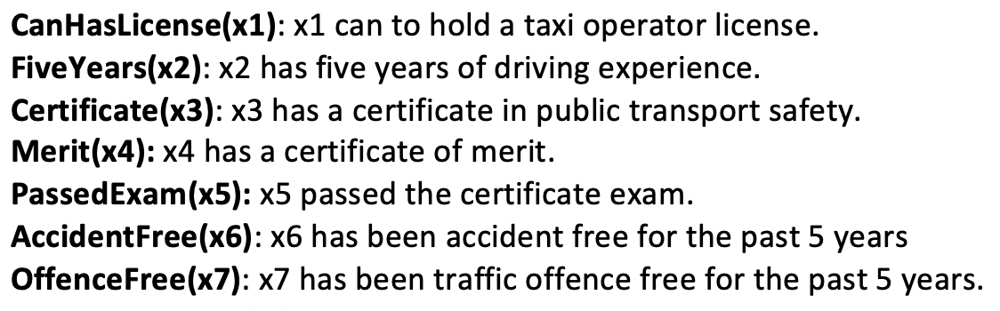 CanHasLicense(x1): x1 can to hold a taxi operator license.
FiveYears(x2): x2 has five years of driving experience.
Certificate(x3): x3 has a certificate in public transport safety.
Merit(x4): x4 has a certificate of merit.
PassedExam(x5): x5 passed the certificate exam.
AccidentFree(x6): x6 has been accident free for the past 5 years
OffenceFree(x7): x7 has been traffic offence free for the past 5 years.